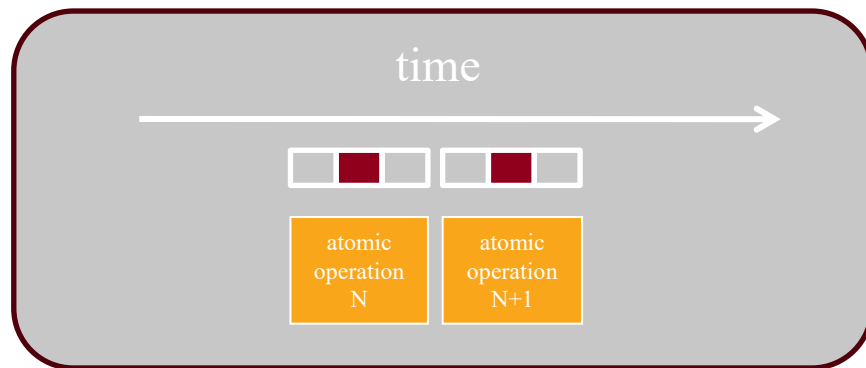 time
atomic
operation
N
atomic
operation
N+1